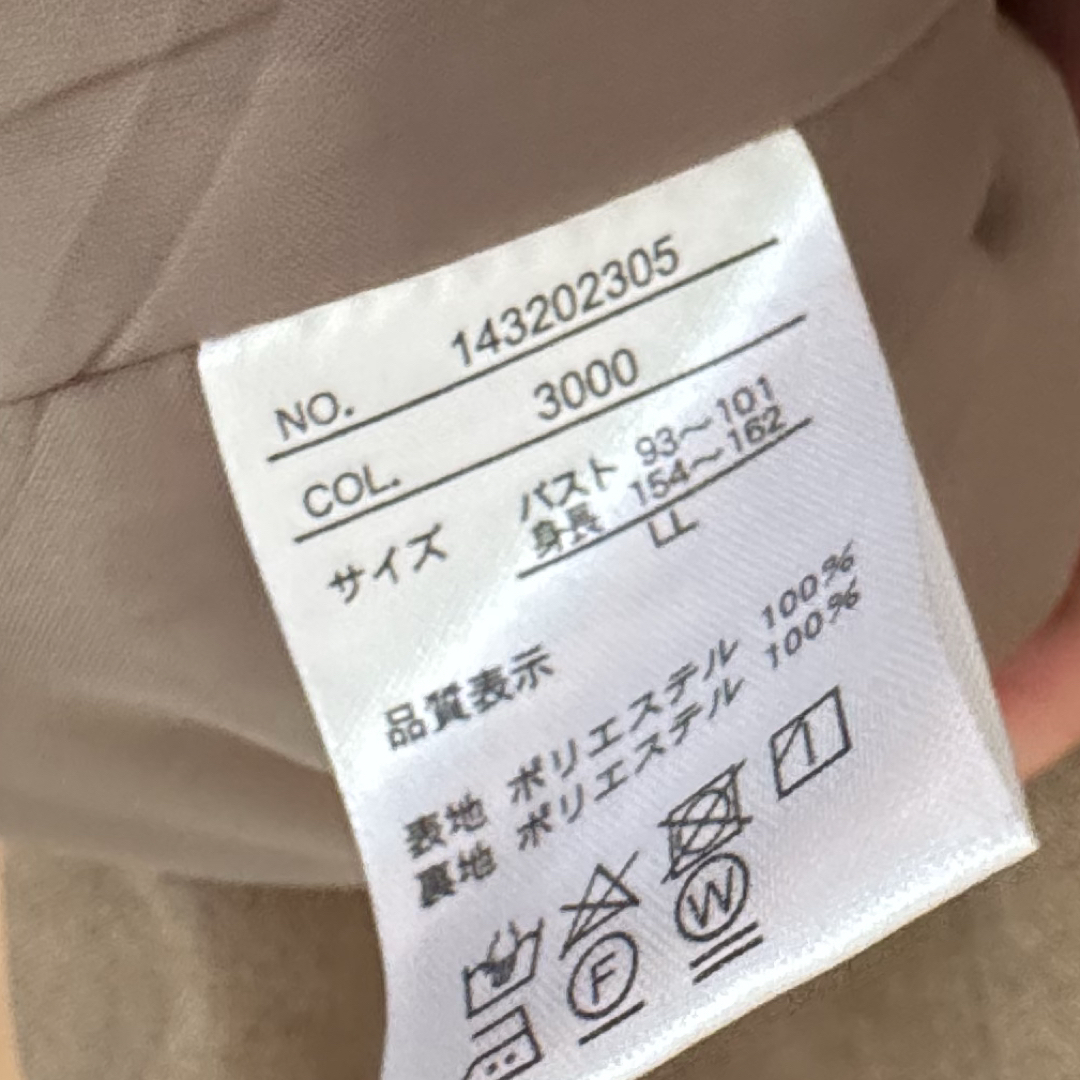 NO. 143202305
COL. 3000
サイズ バスト 93〜101
身長 154〜162
LL
品質表示
表地 ポリエステル 100%
裏地 ポリエステル 100%
F
W